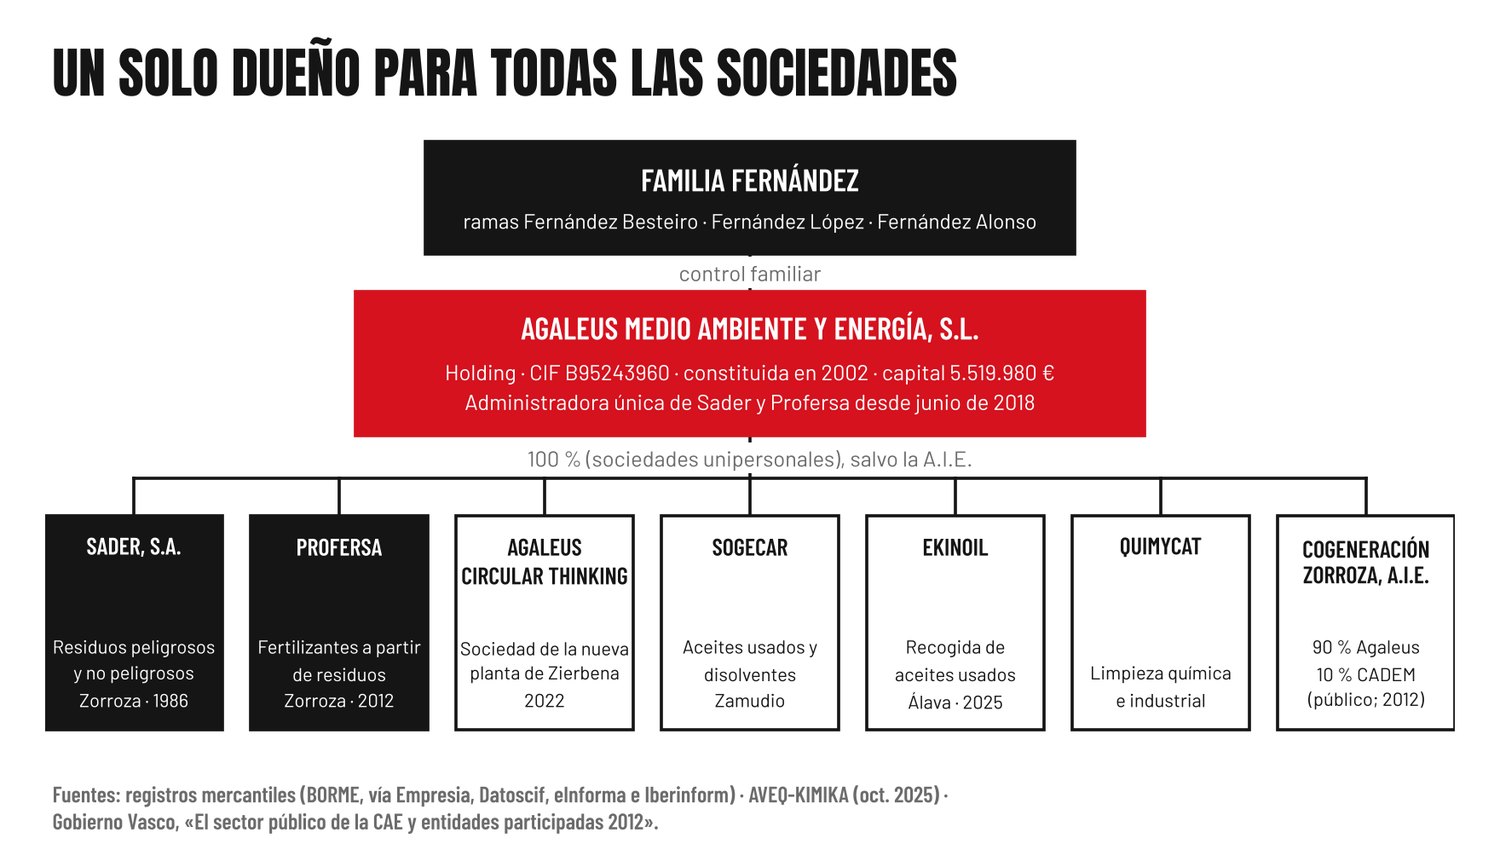 UN SOLO DUEÑO PARA TODAS LAS SOCIEDADES
FAMILIA FERNÁNDEZ
ramas Fernández Besteiro · Fernández López · Fernández Alonso
control familiar
AGALEUS MEDIO AMBIENTE Y ENERGÍA, S.L.
Holding · CIF B95243960 · constituida en 2002 · capital 5.519.980 €
Administradora única de Sader y Profersa desde junio de 2018
100 % (sociedades unipersonales), salvo la A.I.E.
SADER, S.A.
Residuos peligrosos
y no peligrosos
Zorroza · 1986
PROFERSA
Fertilizantes a partir
de residuos
Zorroza · 2012
AGALEUS
CIRCULAR THINKING
Sociedad de la nueva
planta de Zierbena
2022
SOGECAR
Aceites usados y
disolventes
Zamudio
EKINOIL
Recogida de
aceites usados
Álava · 2025
QUIMYCAT
Limpieza química
e industrial
COGENERACIÓN
ZORROZA, A.I.E.
90 % Agaleus
10 % CADEM
(público; 2012)
Fuentes: registros mercantiles (BORME, vía Empresia, Datoscif, eInforma e Iberinform) · AVEQ-KIMIKA (oct. 2025) ·
Gobierno Vasco, «El sector público de la CAE y entidades participadas 2012».